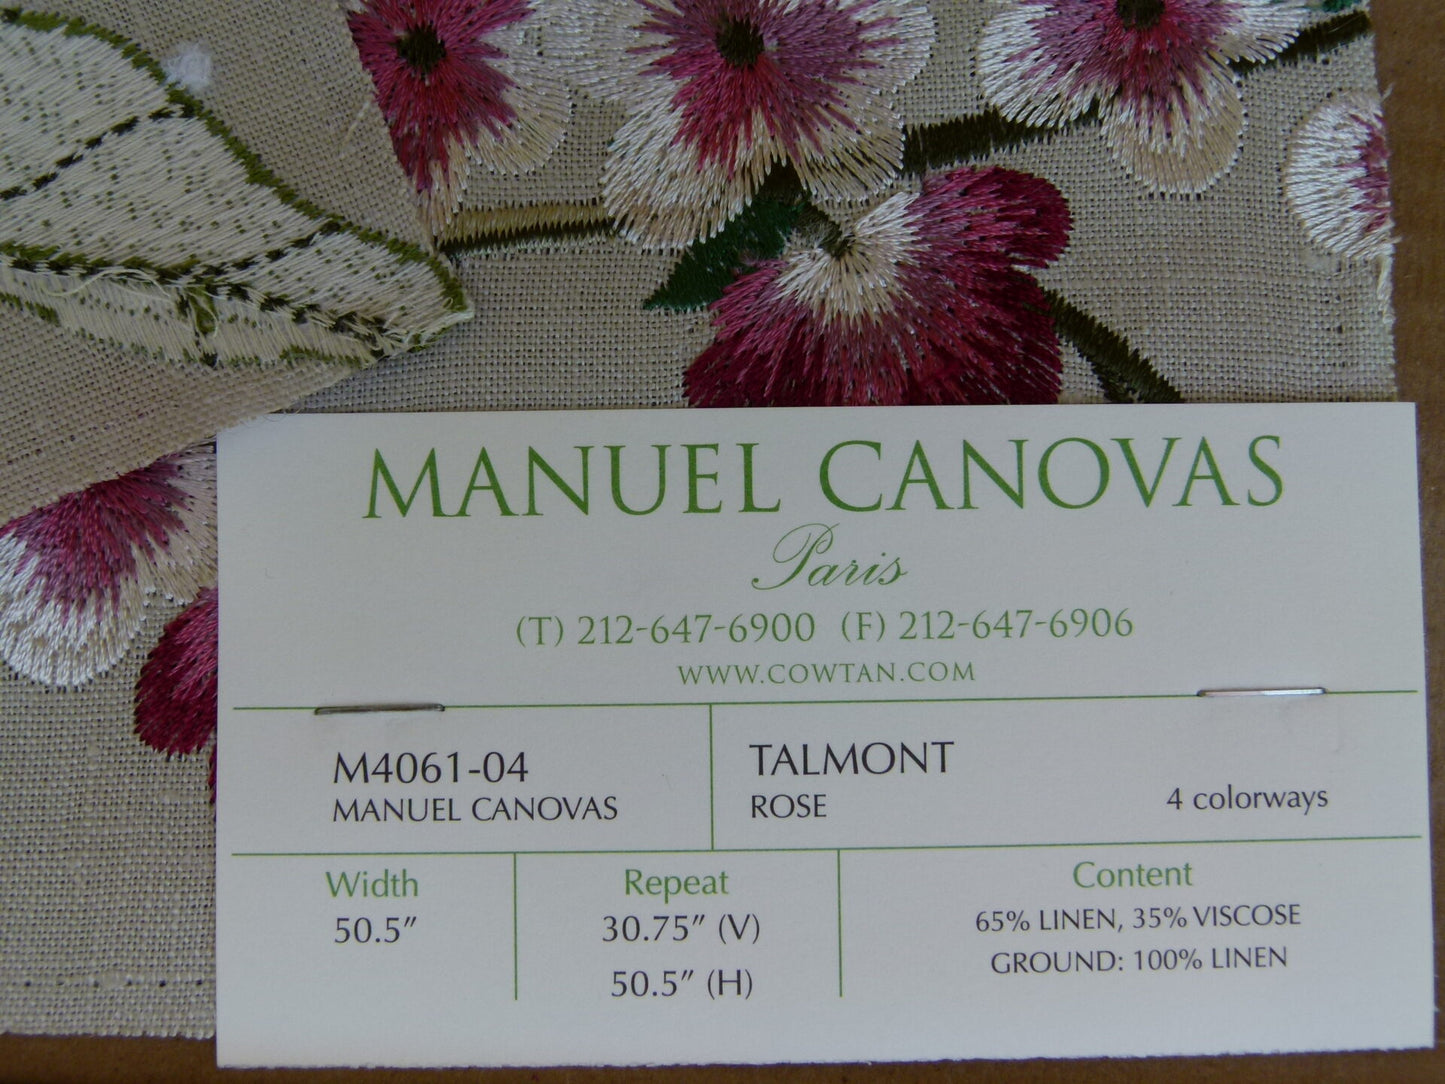 MANUEL CANOVAS
Paris
(T) 212-647-6900 (F) 212-647-6906
WWW.COWTAN.COM
M4061-04
MANUEL CANOVAS
TALMONT
ROSE
4 colorways
Width
50.5″
Repeat
30.75″ (V)
50.5″ (H)
Content
65% LINEN, 35% VISCOSE
GROUND: 100% LINEN